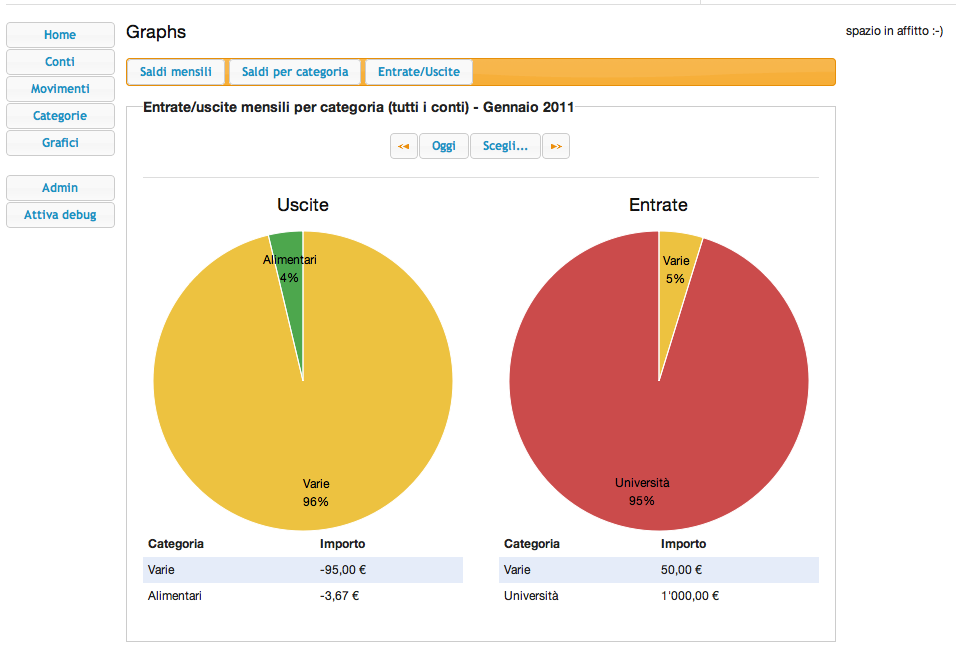 Home
Conti
Movimenti
Categorie
Grafici
Admin
Attiva debug
Graphs
spazio in affitto :-)
Saldi mensili Saldi per categoria Entrate/Uscite
Entrate/uscite mensili per categoria (tutti i conti) - Gennaio 2011
Oggi Scegli...
Uscite
Alimentari
4%
Varie
96%
Categoria Importo
Varie -95,00 €
Alimentari -3,67 €
Entrate
Varie
5%
Università
95%
Categoria Importo
Varie 50,00 €
Università 1'000,00 €